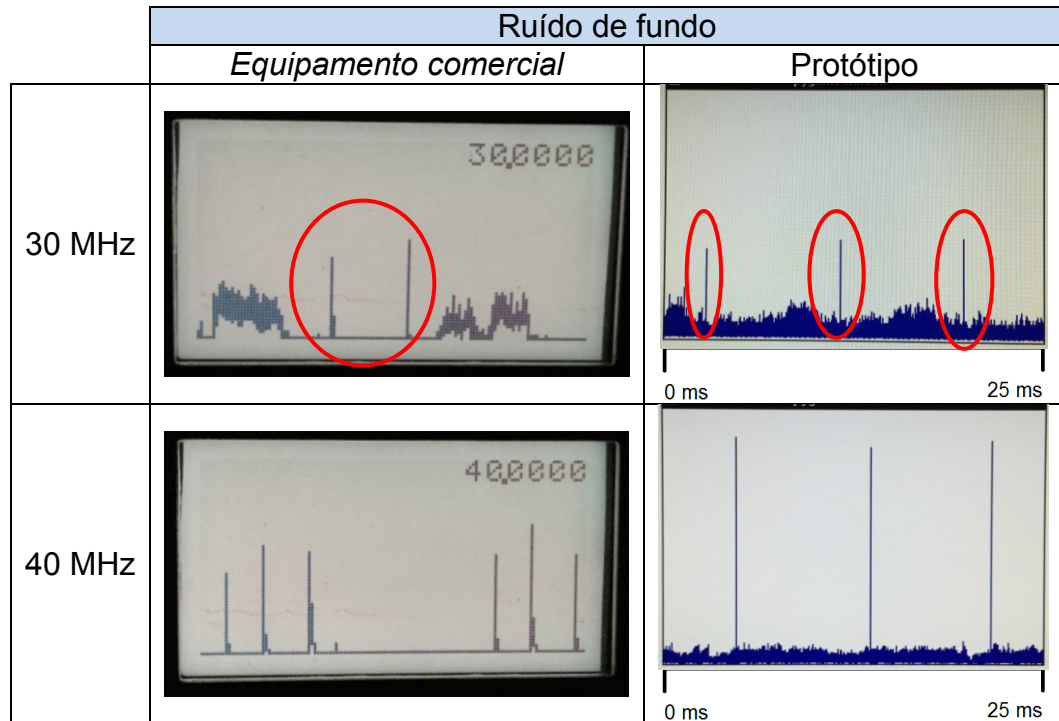 Ruído de fundo
Equipamento comercial
Protótipo
30 MHz
30.0000
0 ms
25 ms
40 MHz
40.0000
0 ms
25 ms